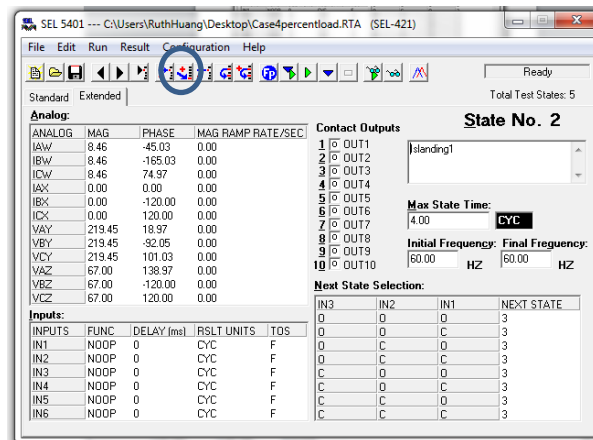 SEL 5401 --- C:\Users\RuthHuang\Desktop\Case4percentload.RTA (SEL-421)
File Edit Run Result Configuration Help
Ready
Standard Extended
Total Test States: 5
Analog:
ANALOG MAG PHASE MAG RAMP RATE/SEC
IAW 8.46 -45.03 0.00
IBW 8.46 -165.03 0.00
ICW 8.46 74.97 0.00
IAX 0.00 0.00 0.00
IBX 0.00 -120.00 0.00
ICX 0.00 120.00 0.00
VAY 219.45 18.97 0.00
VBY 219.45 -92.05 0.00
VCY 219.45 101.03 0.00
VAZ 67.00 138.97 0.00
VBZ 67.00 -120.00 0.00
VCZ 67.00 120.00 0.00
Inputs:
INPUTS FUNC DELAY (ms) RSLT UNITS TOS
IN1 NOOP 0 CYC F
IN2 NOOP 0 CYC F
IN3 NOOP 0 CYC F
IN4 NOOP 0 CYC F
IN5 NOOP 0 CYC F
IN6 NOOP 0 CYC F
Contact Outputs
1 O OUT1
2 O OUT2
3 O OUT3
4 O OUT4
5 O OUT5
6 O OUT6
7 O OUT7
8 O OUT8
9 O OUT9
10 O OUT10
State No. 2
Islanding1
Max State Time:
4.00 CYC
Initial Frequency: Final Frequency:
60.00 HZ 60.00 HZ
Next State Selection:
IN3 IN2 IN1 NEXT STATE
O O O 3
O O C 3
O C O 3
O C C 3
C O O 3
C O C 3
C C O 3
C C C 3